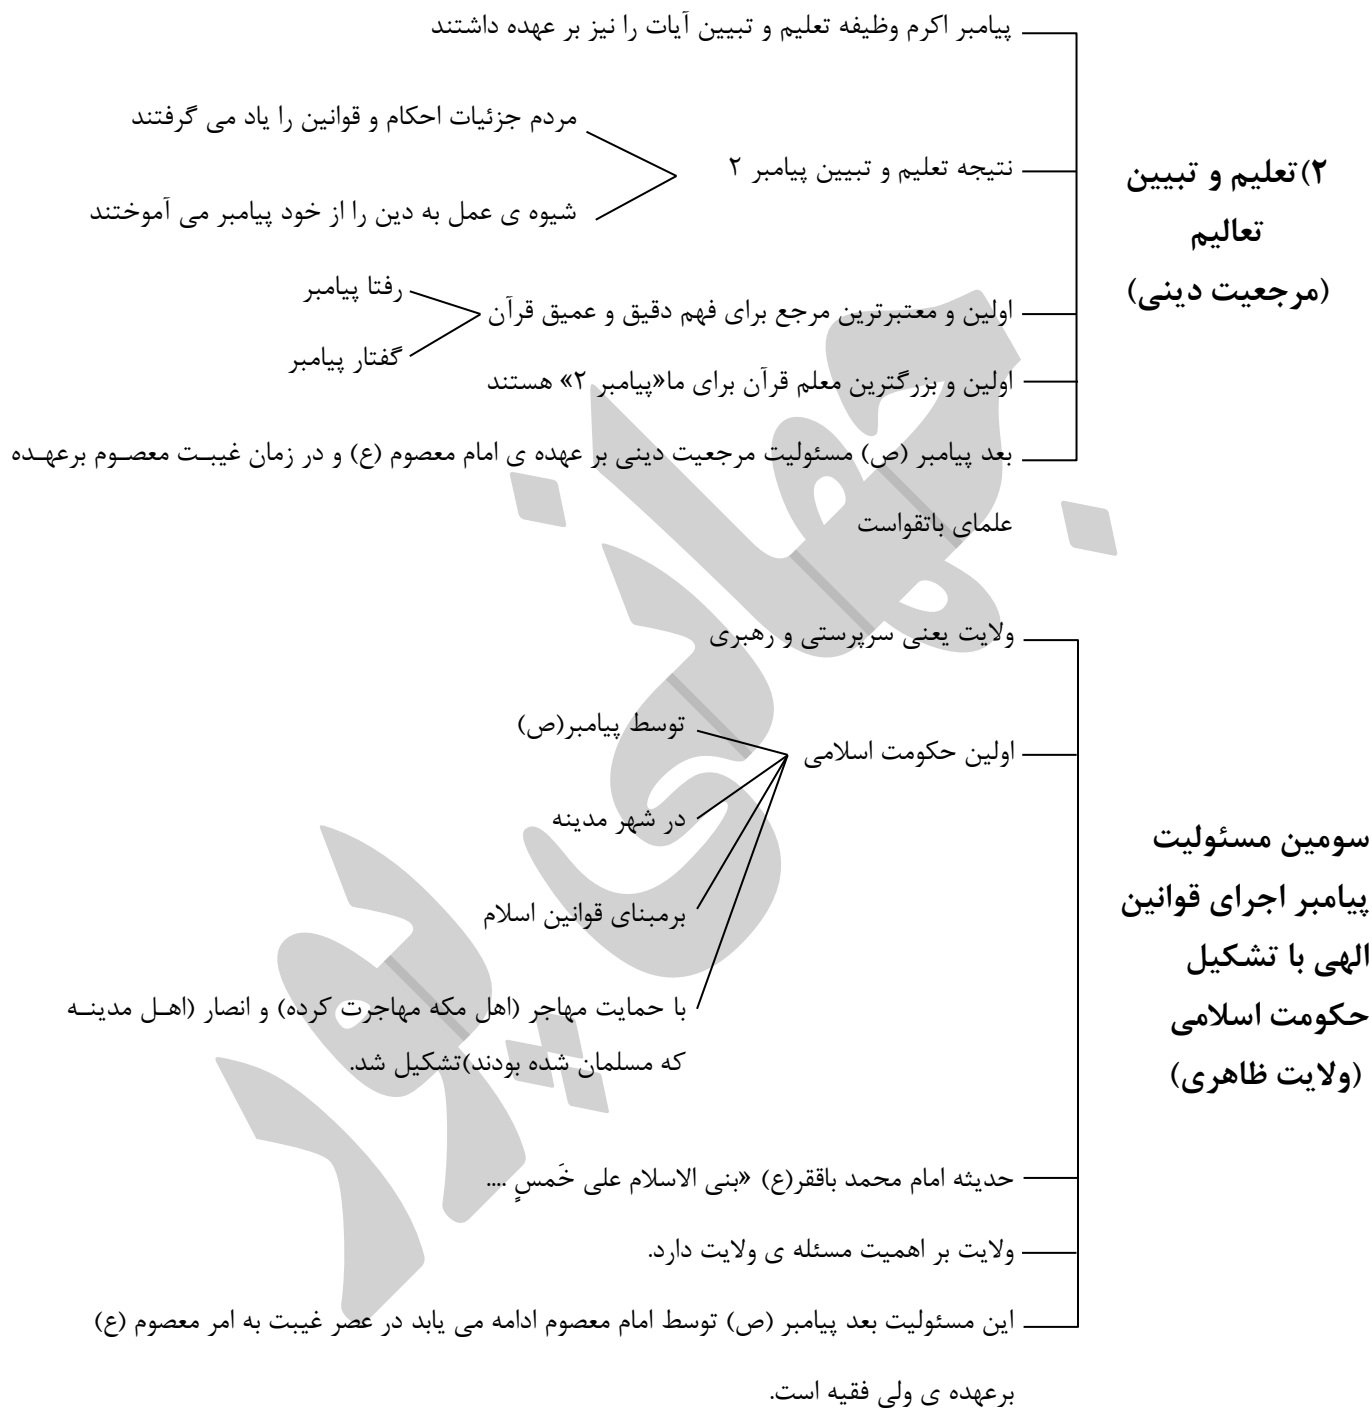 پیامبر اکرم وظیفه تعلیم و تبیین آیات را نیز بر عهده داشتند
۲)تعلیم و تبیین
تعالیم
(مرجعیت دینی)
نتیجه تعلیم و تبیین پیامبر ۲
مردم جزئیات احکام و قوانین را یاد می گرفتند
شیوه ی عمل به دین را از خود پیامبر می آموختند
اولین و معتبرترین مرجع برای فهم دقیق و عمیق قرآن
رفتا پیامبر
گفتار پیامبر
اولین و بزرگترین معلم قرآن برای ما«پیامبر ۲» هستند
بعد پیامبر (ص) مسئولیت مرجعیت دینی بر عهده ی امام معصوم (ع) و در زمان غیبت معصوم برعهده
علمای باتقواست
سومین مسئولیت
پیامبر اجرای قوانین
الهی با تشکیل
حکومت اسلامی
(ولایت ظاهری)
ولایت یعنی سرپرستی و رهبری
اولین حکومت اسلامی
توسط پیامبر(ص)
در شهر مدینه
برمبنای قوانین اسلام
با حمایت مهاجر (اهل مکه مهاجرت کرده) و انصار (اهل مدینه
که مسلمان شده بودند)تشکیل شد.
حدیثه امام محمد باققر(ع) «بنی الاسلام علی خَمسٍ ....
ولایت بر اهمیت مسئله ی ولایت دارد.
این مسئولیت بعد پیامبر (ص) توسط امام معصوم ادامه می یابد در عصر غیبت به امر معصوم (ع)
برعهده ی ولی فقیه است.
جهانی پور